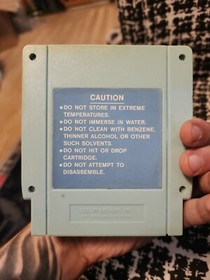 CAUTION
•DO NOT STORE IN EXTREME
TEMPERATURES.
•DO NOT IMMERSE IN WATER.
•DO NOT CLEAN WITH BENZENE,
THINNER ALCOHOL OR OTHER
SUCH SOLVENTS.
•DO NOT HIT OR DROP
CARTRIDGE.
•DO NOT ATTEMPT TO
DISASSEMBLE.